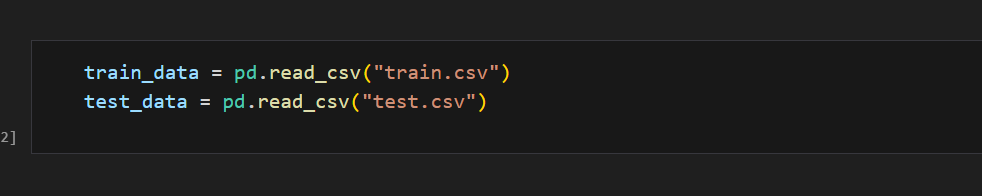 train_data = pd.read_csv("train.csv")
test_data = pd.read_csv("test.csv")
2]